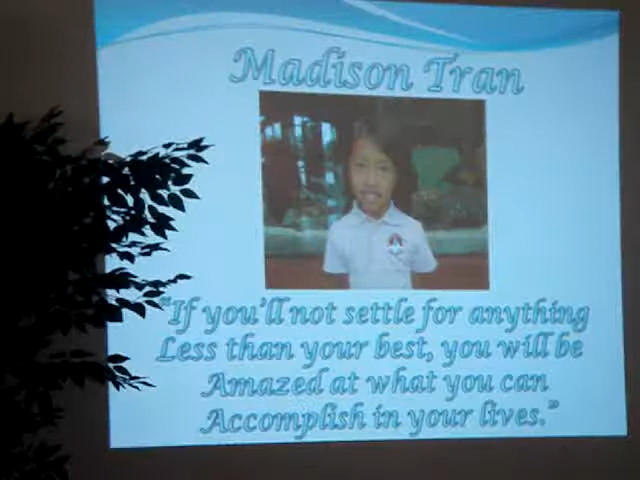 Madison Tran
"If you'll not settle for anything
Less than your best, you will be
Amazed at what you can
Accomplish in your lives."